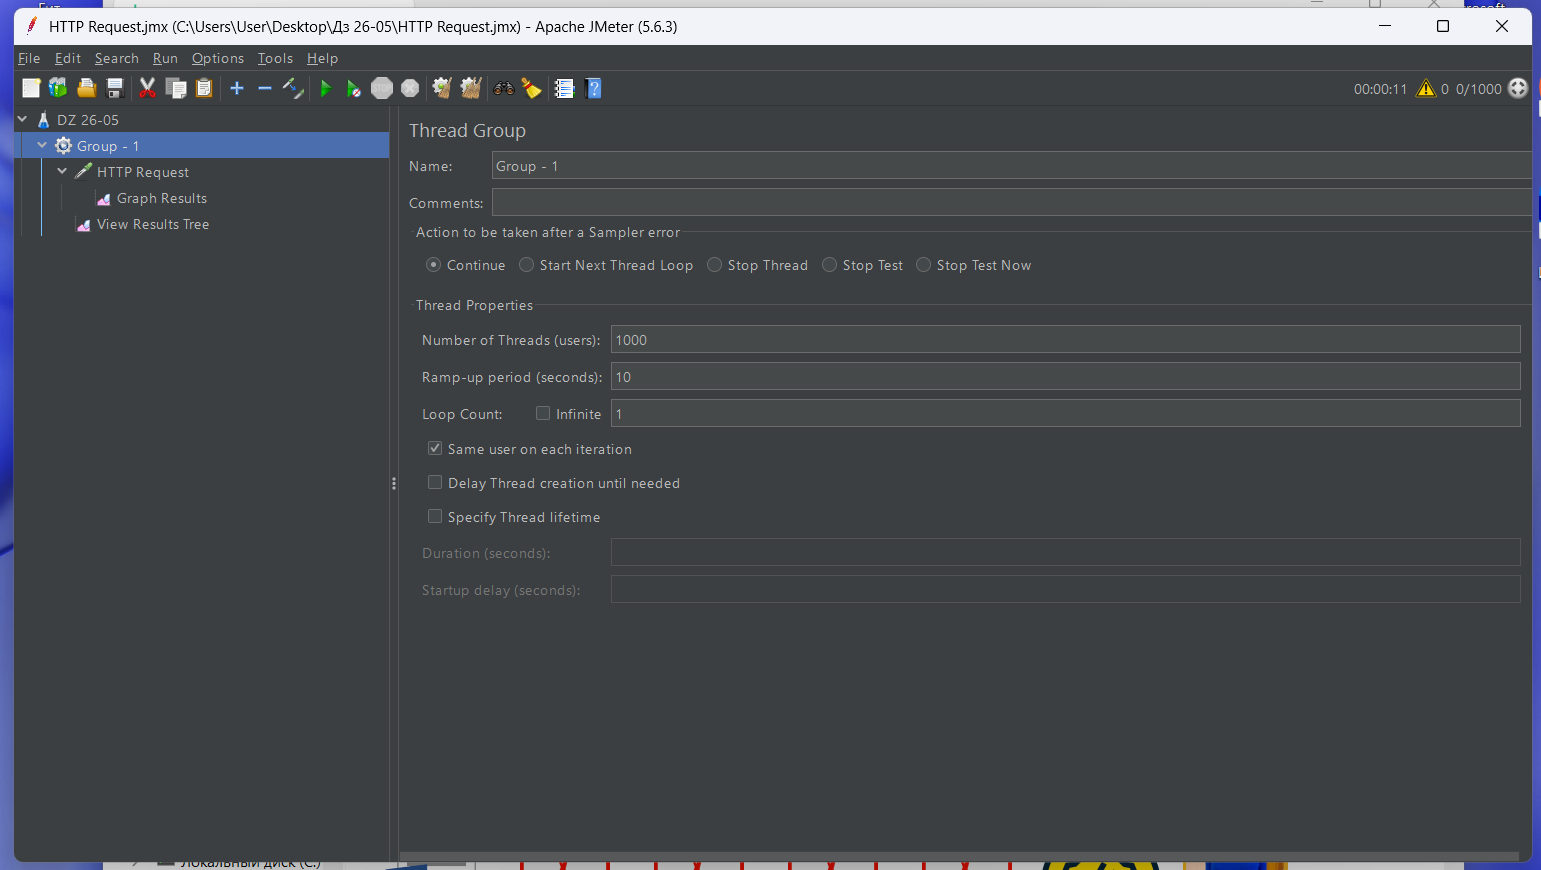 HTTP Request.jmx (C:\Users\User\Desktop\Дз 26-05\HTTP Request.jmx) - Apache JMeter (5.6.3)
File Edit Search Run Options Tools Help
00:00:11 0 0/1000
DZ 26-05
Group - 1
HTTP Request
Graph Results
View Results Tree
Thread Group
Name: Group - 1
Comments:
Action to be taken after a Sampler error
Continue Start Next Thread Loop Stop Thread Stop Test Stop Test Now
Thread Properties
Number of Threads (users): 1000
Ramp-up period (seconds): 10
Loop Count: Infinite 1
Same user on each iteration
Delay Thread creation until needed
Specify Thread lifetime
Duration (seconds):
Startup delay (seconds):
Локальный диск (C:)